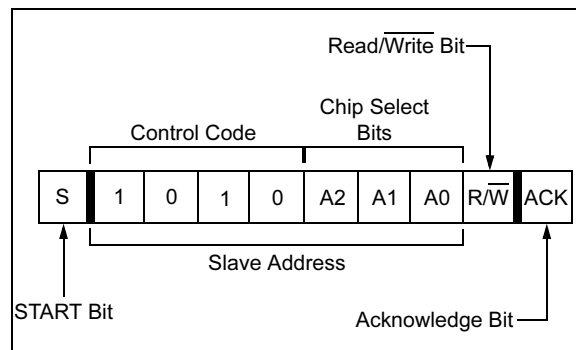 Read/Write Bit
Chip Select
Bits
Control Code
S 1 0 1 0 A2 A1 A0 R/W ACK
Slave Address
START Bit
Acknowledge Bit